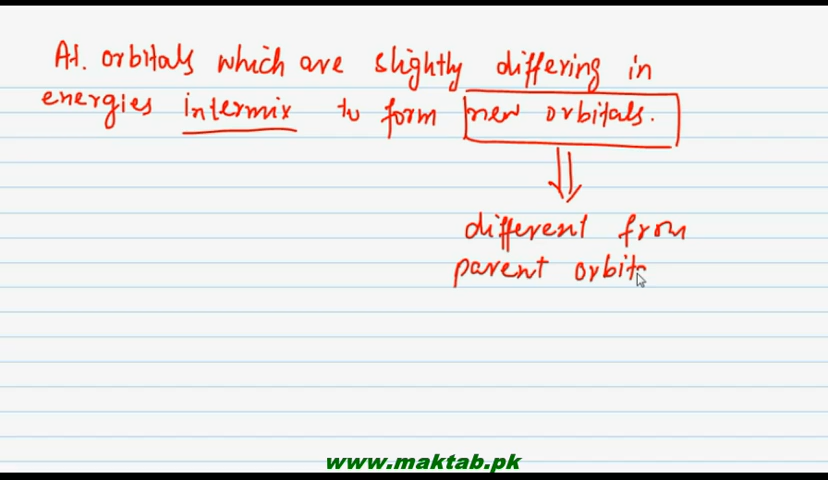 At. orbitals which are slightly differing in
energies intermix to form new orbitals.
different from
parent orbit
www.maktab.pk